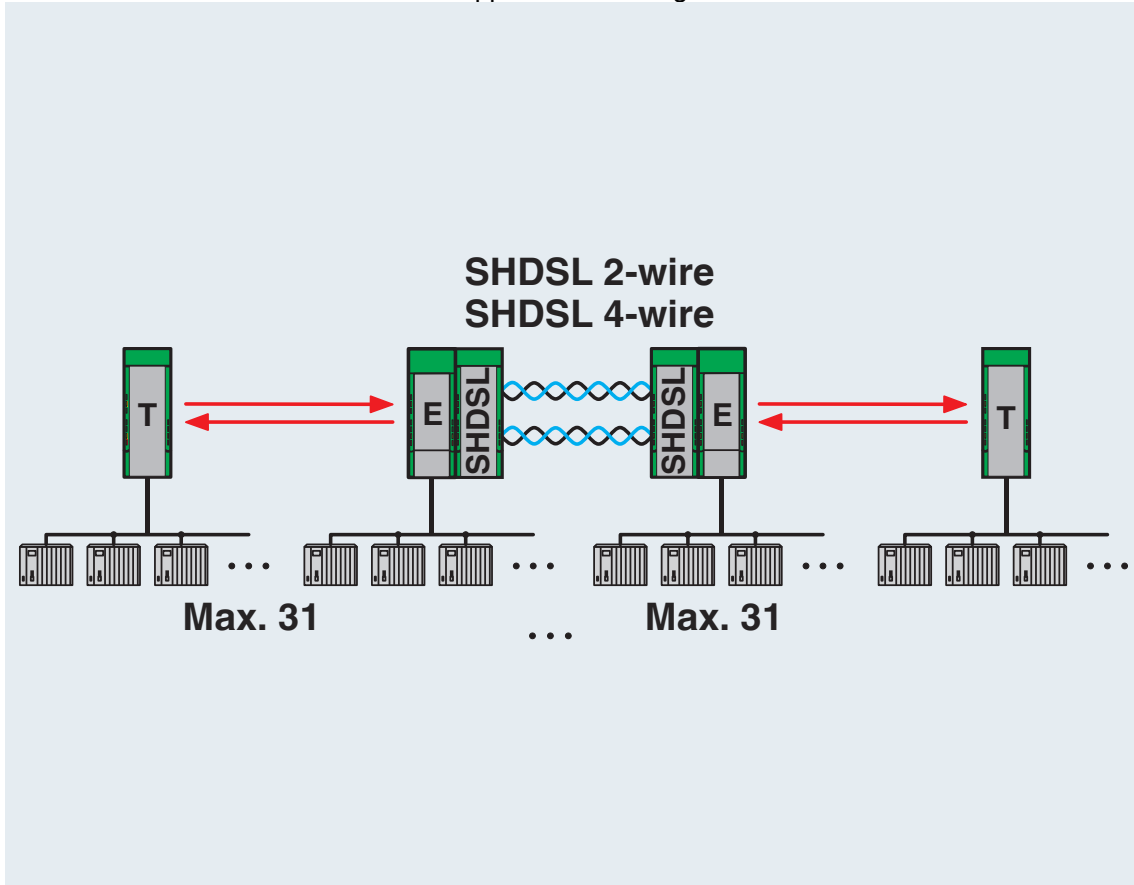 SHDSL 2-wire
SHDSL 4-wire
T
E
SHDSL
SHDSL
E
T
. . .
. . .
. . .
. . .
Max. 31
Max. 31
. . .